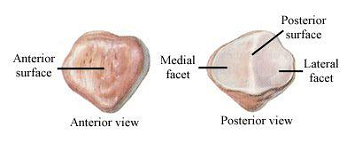 Anterior
surface
Anterior view
Medial
facet
Posterior
surface
Lateral
facet
Posterior view